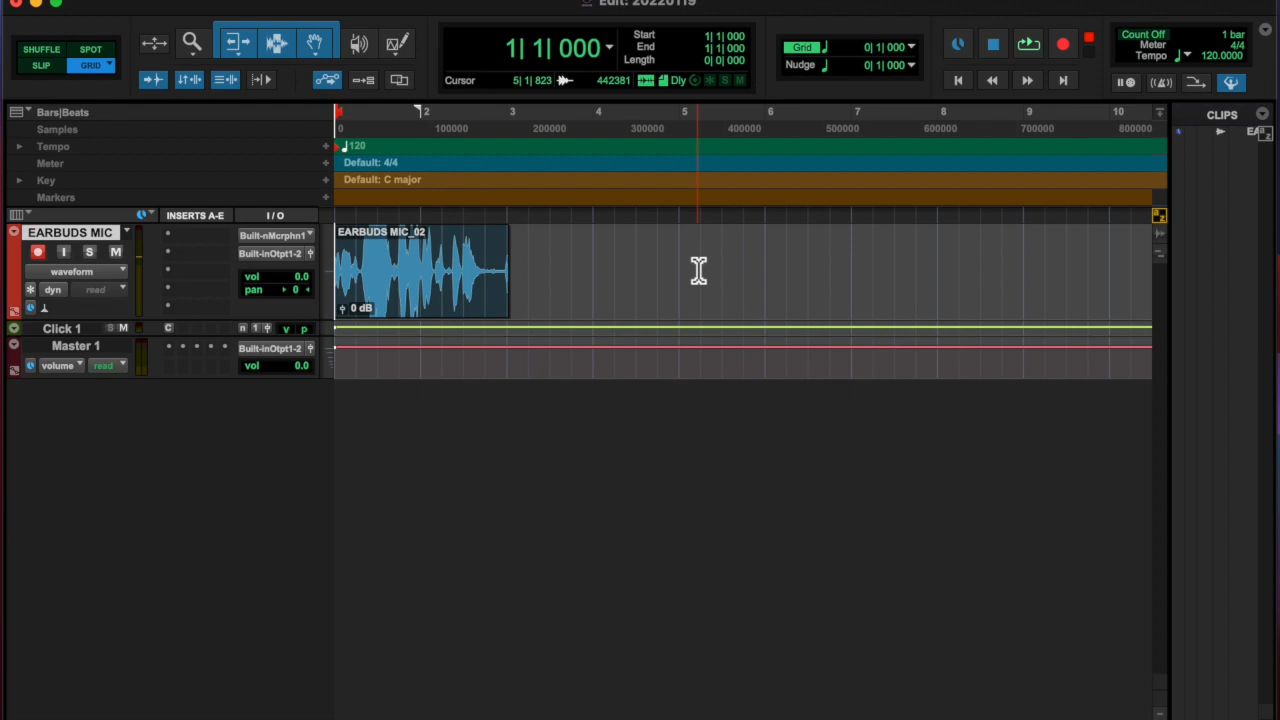 Edit: 20220119
SHUFFLE SPOT
SLIP GRID
1| 1| 000
Start 1| 1| 000
End 1| 1| 000
Length 0| 0| 000
Cursor 5| 1| 823 442381 Dly S M
Grid 0| 1| 000
Nudge 0| 1| 000
Count Off 1 bar
Meter 4/4
Tempo 120.0000
Bars|Beats 1 2 3 4 5 6 7 8 9 10
Samples 0 100000 200000 300000 400000 500000 600000 700000 800000
Tempo + 120
Meter + Default: 4/4
Key + Default: C major
Markers +
INSERTS A-E I / O
CLIPS
a z
EARBUDS MIC
I S M
waveform
dyn read
Built-nMcrphn1
Built-inOtpt1-2
vol 0.0
pan 0
EARBUDS MIC_02
0 dB
Click 1 S M C n 1 v p
Master 1
volume read
Built-inOtpt1-2
vol 0.0